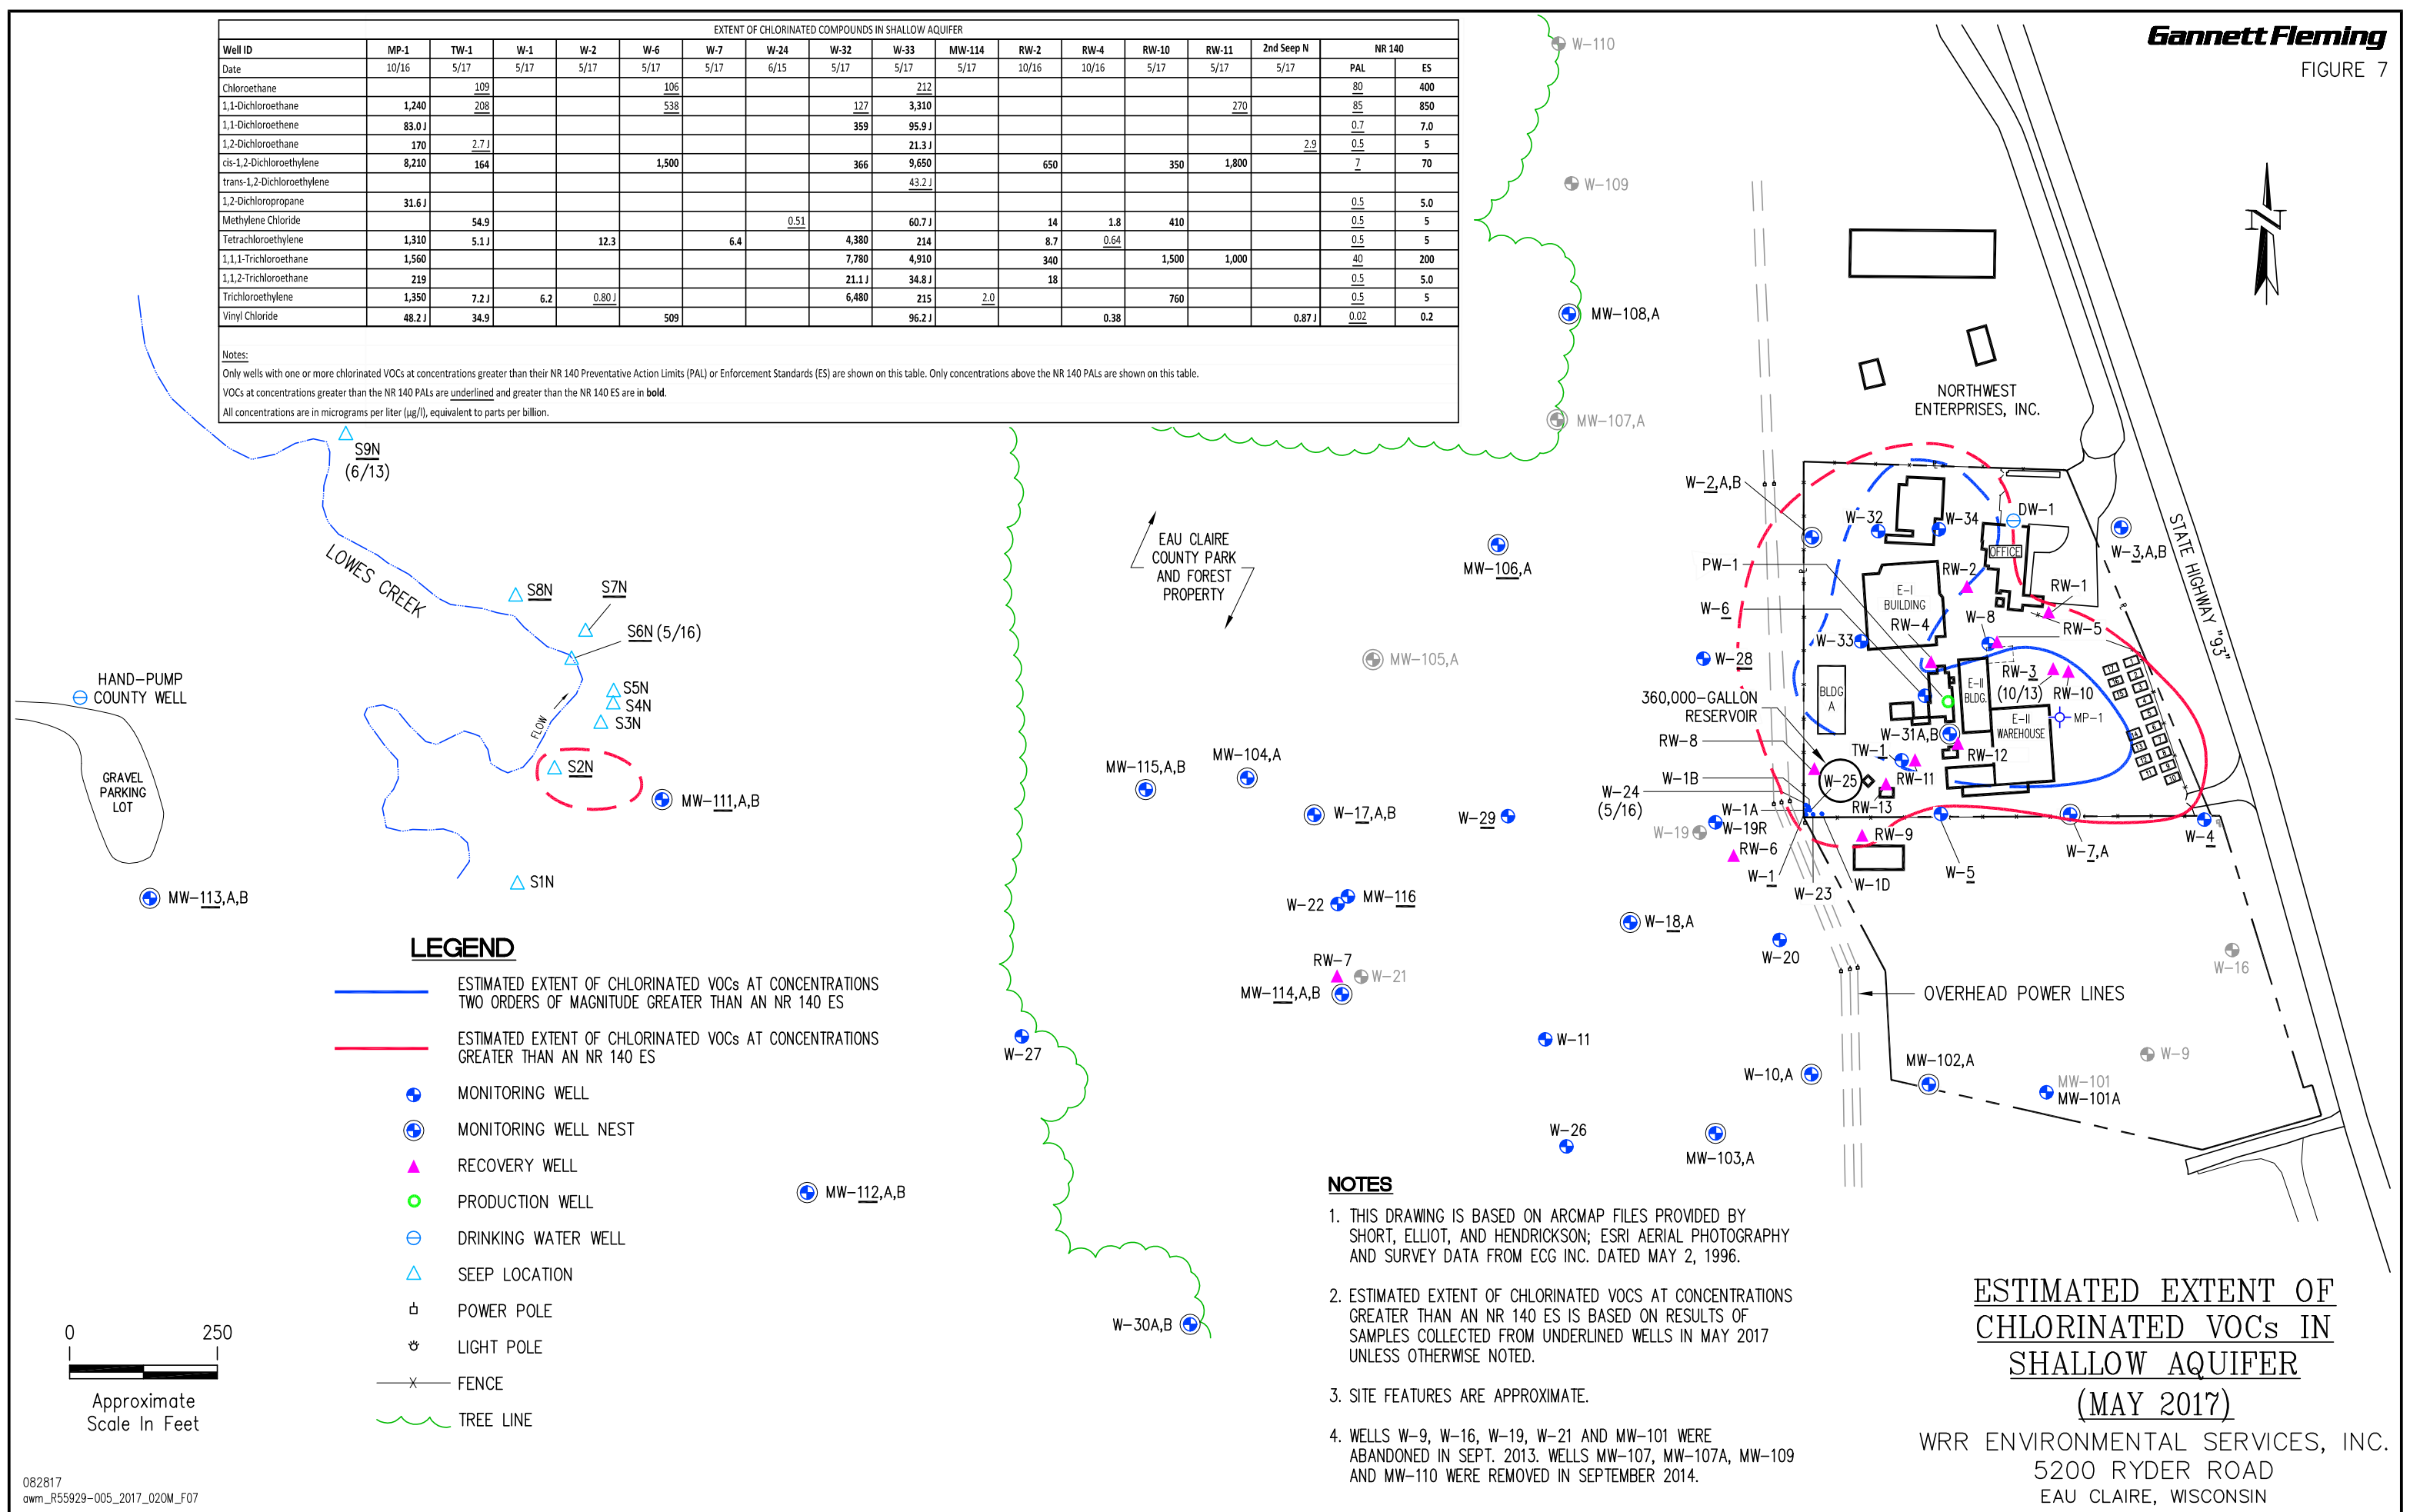 Gannett Fleming
FIGURE 7
EXTENT OF CHLORINATED COMPOUNDS IN SHALLOW AQUIFER
Well ID MP-1 TW-1 W-1 W-2 W-6 W-7 W-24 W-32 W-33 MW-114 RW-2 RW-4 RW-10 RW-11 2nd Seep N NR 140
Date 10/16 5/17 5/17 5/17 5/17 5/17 6/15 5/17 5/17 5/17 10/16 10/16 5/17 5/17 5/17 PAL ES
Chloroethane 109 106 212 80 400
1,1-Dichloroethane 1,240 208 538 127 3,310 270 85 850
1,1-Dichloroethene 83.0 J 359 95.9 J 0.7 7.0
1,2-Dichloroethane 170 2.7 J 21.3 J 2.9 0.5 5
cis-1,2-Dichloroethylene 8,210 164 1,500 366 9,650 650 350 1,800 7 70
trans-1,2-Dichloroethylene 43.2 J
1,2-Dichloropropane 31.6 J 0.5 5.0
Methylene Chloride 54.9 0.51 60.7 J 14 1.8 410 0.5 5
Tetrachloroethylene 1,310 5.1 J 12.3 6.4 4,380 214 8.7 0.64 0.5 5
1,1,1-Trichloroethane 1,560 7,780 4,910 340 1,500 1,000 40 200
1,1,2-Trichloroethane 219 21.1 J 34.8 J 18 0.5 5.0
Trichloroethylene 1,350 7.2 J 6.2 0.80 J 6,480 215 2.0 760 0.5 5
Vinyl Chloride 48.2 J 34.9 509 96.2 J 0.38 0.87 J 0.02 0.2
Notes:
Only wells with one or more chlorinated VOCs at concentrations greater than their NR 140 Preventative Action Limits (PAL) or Enforcement Standards (ES) are shown on this table. Only concentrations above the NR 140 PALs are shown on this table.
VOCs at concentrations greater than the NR 140 PALs are underlined and greater than the NR 140 ES are in bold.
All concentrations are in micrograms per liter (µg/l), equivalent to parts per billion.
W-110
W-109
MW-108,A
MW-107,A
N
NORTHWEST
ENTERPRISES, INC.
STATE HIGHWAY "93"
S9N
(6/13)
LOWES CREEK
S8N
S7N
S6N (5/16)
S5N
S4N
S3N
FLOW
S2N
S1N
HAND-PUMP
COUNTY WELL
GRAVEL
PARKING
LOT
MW-113,A,B
MW-111,A,B
EAU CLAIRE
COUNTY PARK
AND FOREST
PROPERTY
MW-106,A
MW-105,A
MW-104,A
MW-115,A,B
W-17,A,B
W-29
W-22
MW-116
RW-7
W-21
MW-114,A,B
W-27
W-11
W-26
MW-103,A
W-10,A
MW-102,A
MW-101
MW-101A
W-9
W-16
W-18,A
W-20
OVERHEAD POWER LINES
MW-112,A,B
W-30A,B
W-2,A,B
W-32
W-34
DW-1
OFFICE
W-3,A,B
PW-1
RW-2
E-I
BUILDING
RW-1
W-6
RW-4
W-8
RW-5
W-33
W-28
RW-3
(10/13)
RW-10
BLDG
A
E-II
BLDG.
E-II
WAREHOUSE
MP-1
360,000-GALLON
RESERVOIR
W-31A,B
RW-8
TW-1
RW-12
W-1B
W-25
RW-11
W-24
(5/16)
RW-13
W-1A
W-19
W-19R
RW-6
RW-9
W-1
W-23
W-1D
W-5
W-7,A
W-4
LEGEND
ESTIMATED EXTENT OF CHLORINATED VOCs AT CONCENTRATIONS
TWO ORDERS OF MAGNITUDE GREATER THAN AN NR 140 ES
ESTIMATED EXTENT OF CHLORINATED VOCs AT CONCENTRATIONS
GREATER THAN AN NR 140 ES
MONITORING WELL
MONITORING WELL NEST
RECOVERY WELL
PRODUCTION WELL
DRINKING WATER WELL
SEEP LOCATION
POWER POLE
LIGHT POLE
FENCE
TREE LINE
0 250
Approximate
Scale In Feet
082817
awm_R55929-005_2017_020M_F07
NOTES
1. THIS DRAWING IS BASED ON ARCMAP FILES PROVIDED BY
SHORT, ELLIOT, AND HENDRICKSON; ESRI AERIAL PHOTOGRAPHY
AND SURVEY DATA FROM ECG INC. DATED MAY 2, 1996.
2. ESTIMATED EXTENT OF CHLORINATED VOCS AT CONCENTRATIONS
GREATER THAN AN NR 140 ES IS BASED ON RESULTS OF
SAMPLES COLLECTED FROM UNDERLINED WELLS IN MAY 2017
UNLESS OTHERWISE NOTED.
3. SITE FEATURES ARE APPROXIMATE.
4. WELLS W-9, W-16, W-19, W-21 AND MW-101 WERE
ABANDONED IN SEPT. 2013. WELLS MW-107, MW-107A, MW-109
AND MW-110 WERE REMOVED IN SEPTEMBER 2014.
ESTIMATED EXTENT OF
CHLORINATED VOCs IN
SHALLOW AQUIFER
(MAY 2017)
WRR ENVIRONMENTAL SERVICES, INC.
5200 RYDER ROAD
EAU CLAIRE, WISCONSIN